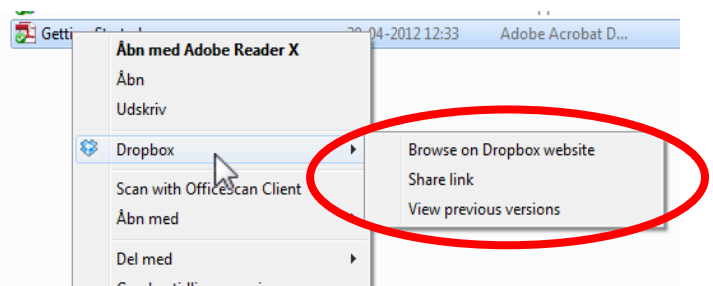 Getti 04-2012 12:33 Adobe Acrobat D...
Åbn med Adobe Reader X
Åbn
Udskriv
Dropbox
Browse on Dropbox website
Share link
View previous versions
Scan with OfficeScan Client
Åbn med
Del med